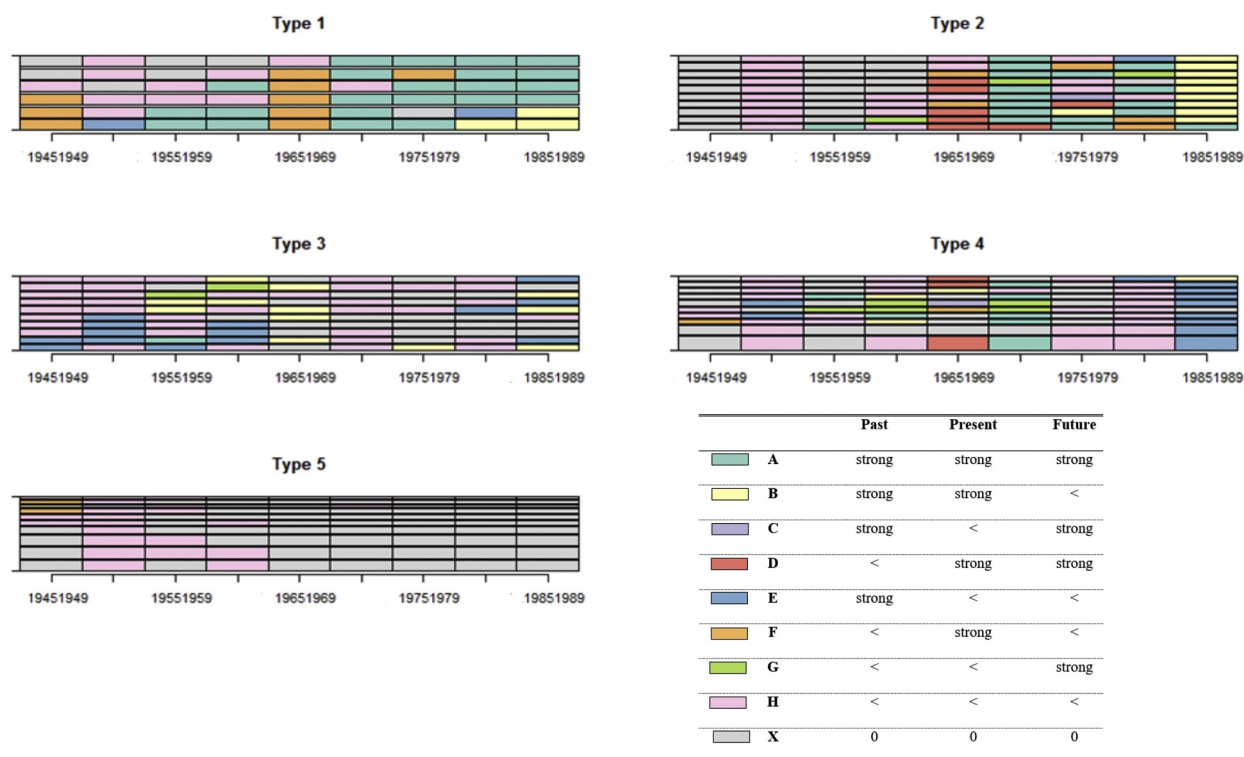 Type 1
Type 2
19451949 19551959 19651969 19751979 19851989
19451949 19551959 19651969 19751979 19851989
Type 3
Type 4
19451949 19551959 19651969 19751979 19851989
19451949 19551959 19651969 19751979 19851989
Type 5
19451949 19551959 19651969 19751979 19851989
Past Present Future
A strong strong strong
B strong strong <
C strong < strong
D < strong strong
E strong < <
F < strong <
G < < strong
H < < <
X 0 0 0